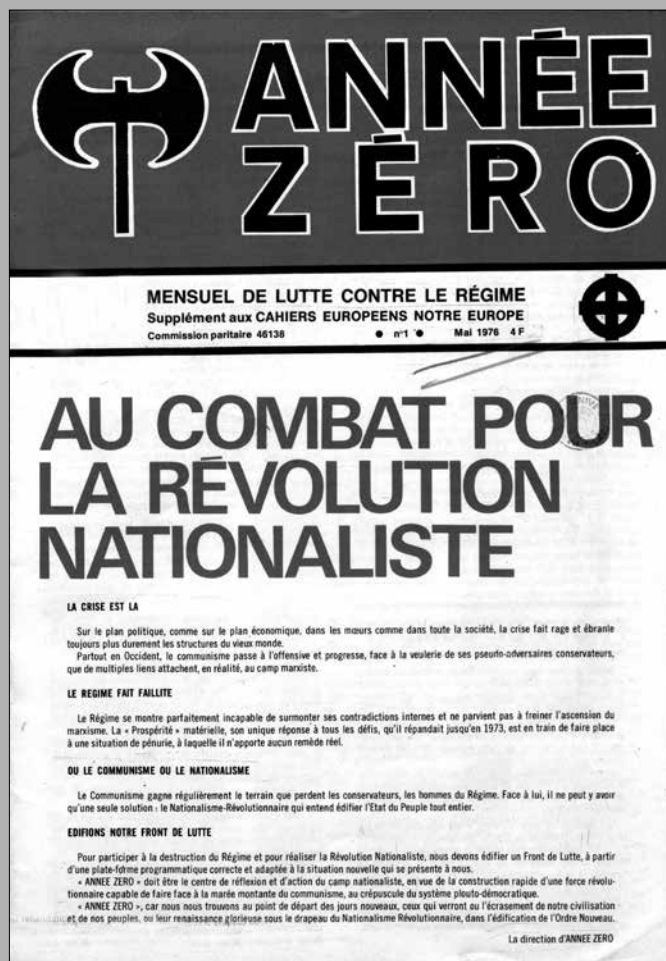 ANNÉE
ZÉRO
MENSUEL DE LUTTE CONTRE LE RÉGIME
Supplément aux CAHIERS EUROPEENS NOTRE EUROPE
Commission paritaire 46138 ● n°1 ● Mai 1976 4 F
AU COMBAT POUR
LA RÉVOLUTION
NATIONALISTE
LA CRISE EST LA
Sur le plan politique, comme sur le plan économique, dans les mœurs comme dans toute la société, la crise fait rage et ébranle
toujours plus durement les structures du vieux monde.
Partout en Occident, le communisme passe à l'offensive et progresse, face à la veulerie de ses pseudo-adversaires conservateurs,
que de multiples liens attachent, en réalité, au camp marxiste.
LE REGIME FAIT FAILLITE
Le Régime se montre parfaitement incapable de surmonter ses contradictions internes et ne parvient pas à freiner l'ascension du
marxisme. La « Prospérité » matérielle, son unique réponse à tous les défis, qu'il répandait jusqu'en 1973, est en train de faire place
à une situation de pénurie, à laquelle il n'apporte aucun remède réel.
OU LE COMMUNISME OU LE NATIONALISME
Le Communisme gagne régulièrement le terrain que perdent les conservateurs, les hommes du Régime. Face à lui, il ne peut y avoir
qu'une seule solution : le Nationalisme-Révolutionnaire qui entend édifier l'Etat du Peuple tout entier.
EDIFIONS NOTRE FRONT DE LUTTE
Pour participer à la destruction du Régime et pour réaliser la Révolution Nationaliste, nous devons édifier un Front de Lutte, à partir
d'une plate-forme programmatique correcte et adaptée à la situation nouvelle qui se présente à nous.
« ANNEE ZERO » doit être le centre de réflexion et d'action du camp nationaliste, en vue de la construction rapide d'une force révolu-
tionnaire capable de faire face à la marée montante du communisme, au crépuscule du système plouto-démocratique.
« ANNEE ZERO », car nous nous trouvons au point de départ des jours nouveaux, ceux qui verront ou l'écrasement de notre civilisation
et de nos peuples, ou leur renaissance glorieuse sous le drapeau du Nationalisme Révolutionnaire, dans l'édification de l'Ordre Nouveau.
La direction d'ANNEE ZERO